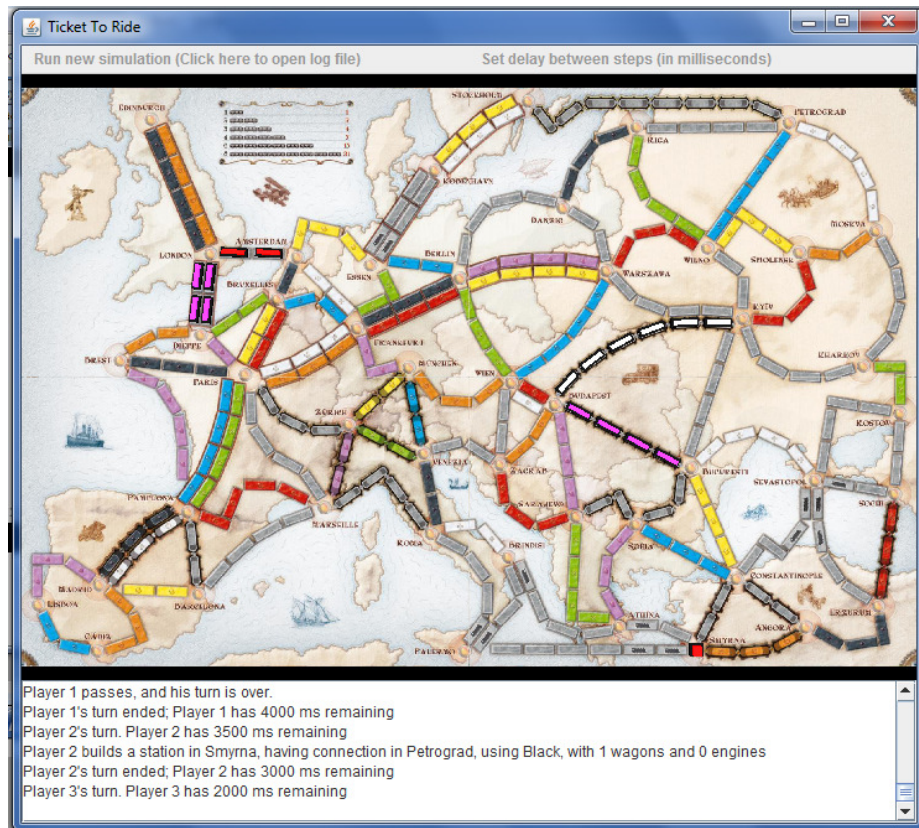 Ticket To Ride
Run new simulation (Click here to open log file) Set delay between steps (in milliseconds)
EDINBURGH
STOCKHOLM
PETROGRAD
RIGA
KOBENHAVN
DANZIG
MOSKVA
LONDON
AMSTERDAM
ESSEN
BERLIN
WILNO
SMOLENSK
WARSZAWA
BRUXELLES
KYIV
DIEPPE
FRANKFURT
KHARKOV
BREST
PARIS
MÜNCHEN
WIEN
ZÜRICH
BUDAPEST
ROSTOV
VENEZIA
ZAGRAB
BUCURESTI
SEVASTOPOL
PAMPLONA
MARSEILLE
SARAJEVO
SOCHI
ROMA
BRINDISI
SOFIA
MADRID
CONSTANTINOPLE
LISBOA
BARCELONA
ERZURUM
ATHINA
ANGORA
CADIZ
SMYRNA
PALERMO
Player 1 passes, and his turn is over.
Player 1's turn ended; Player 1 has 4000 ms remaining
Player 2's turn. Player 2 has 3500 ms remaining
Player 2 builds a station in Smyrna, having connection in Petrograd, using Black, with 1 wagons and 0 engines
Player 2's turn ended; Player 2 has 3000 ms remaining
Player 3's turn. Player 3 has 2000 ms remaining